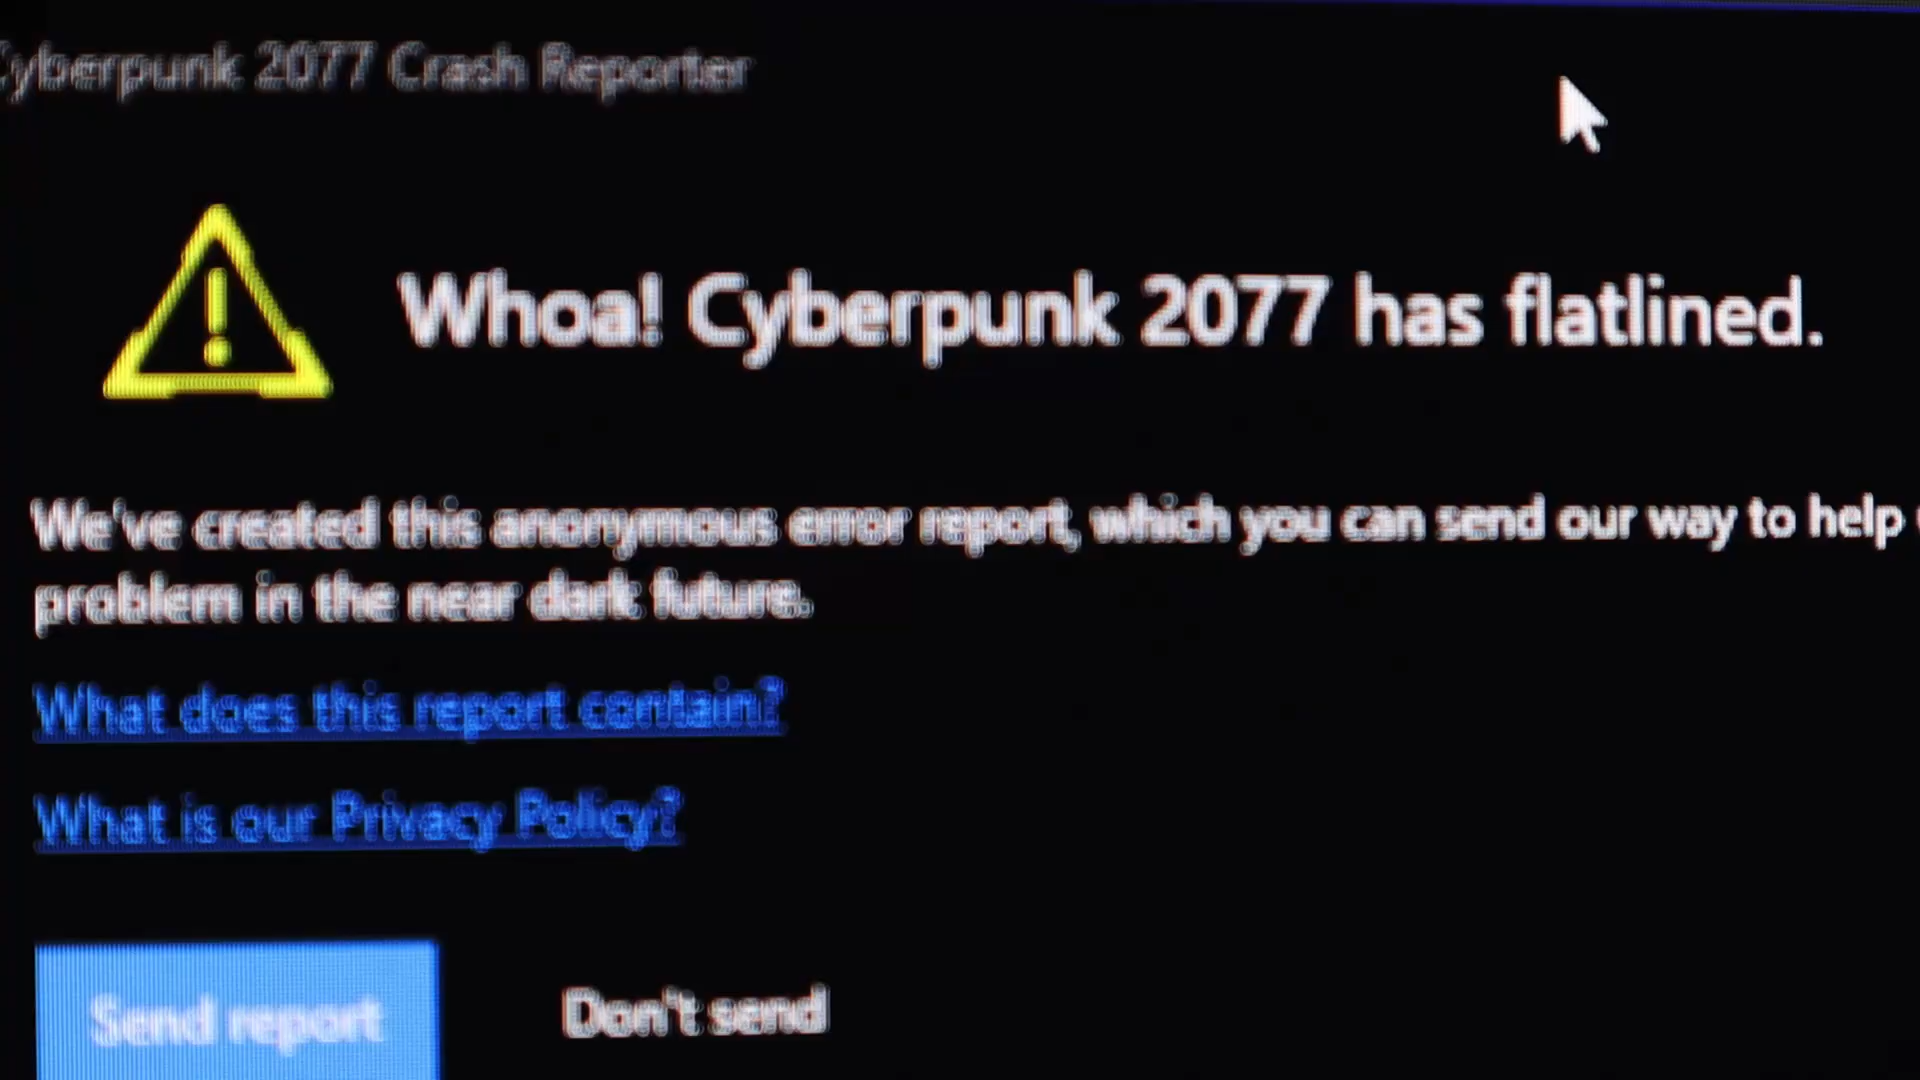 Cyberpunk 2077 Crash Reporter
Whoa! Cyberpunk 2077 has flatlined.
We've created this anonymous error report, which you can send our way to help
problem in the near dark future.
What does this report contain?
What is our Privacy Policy?
Send report
Don't send